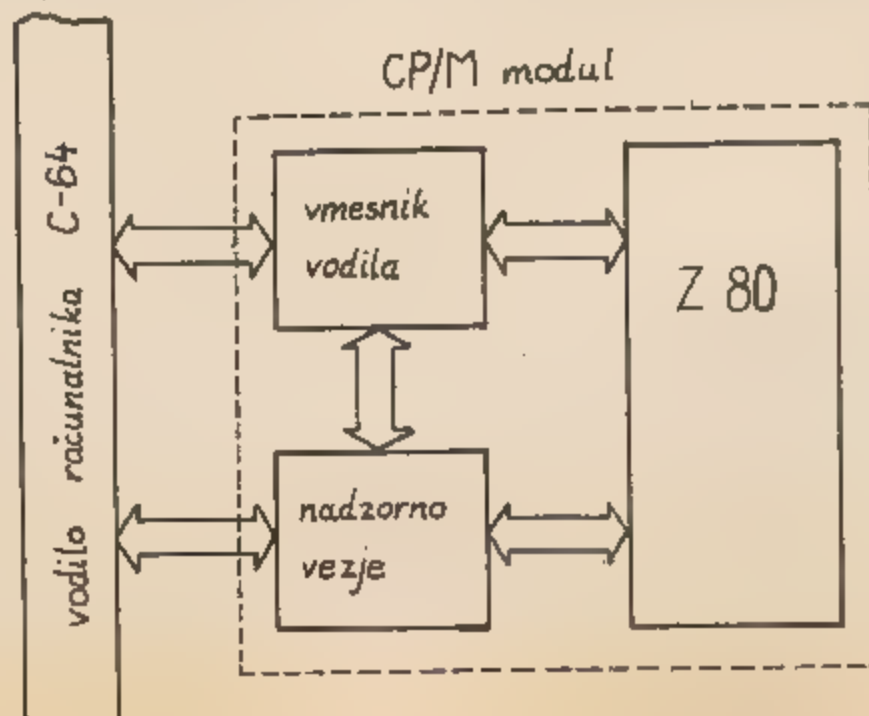 CP/M modul
vodilo računalnika C-64
vmesnik
vodila
Z 80
nadzorno
vezje